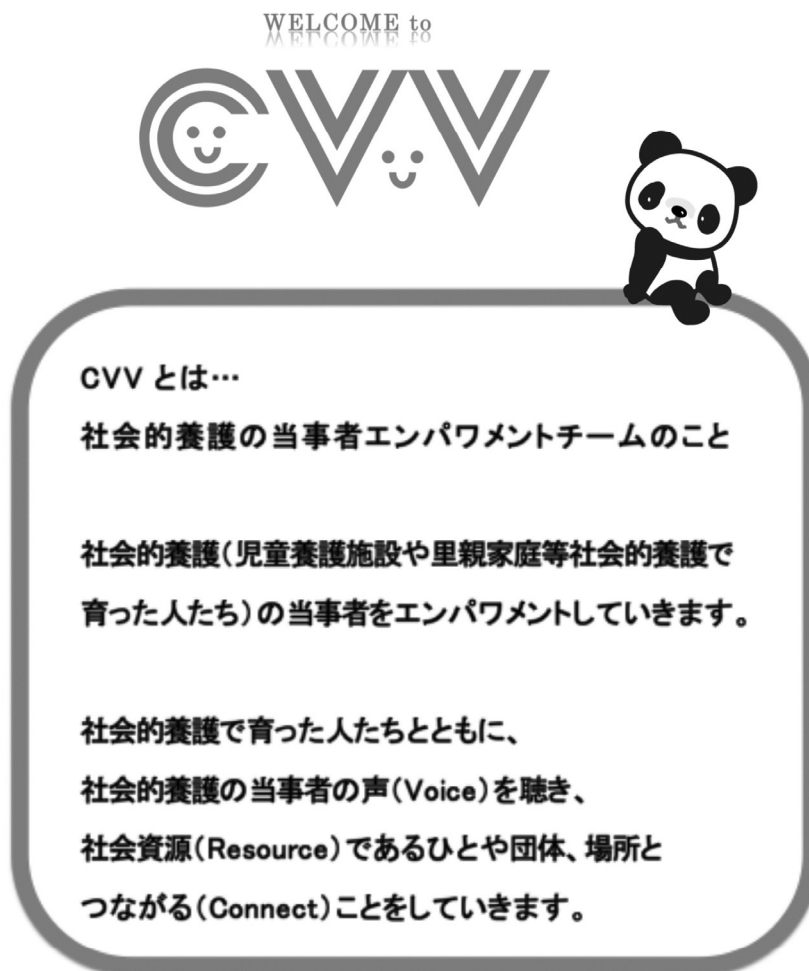 WELCOME to
CVV
CVV とは…
社会的養護の当事者エンパワメントチームのこと
社会的養護(児童養護施設や里親家庭等社会的養護で
育った人たち)の当事者をエンパワメントしていきます。
社会的養護で育った人たちとともに、
社会的養護の当事者の声(Voice)を聴き、
社会資源(Resource)であるひとや団体、場所と
つながる(Connect)ことをしていきます。